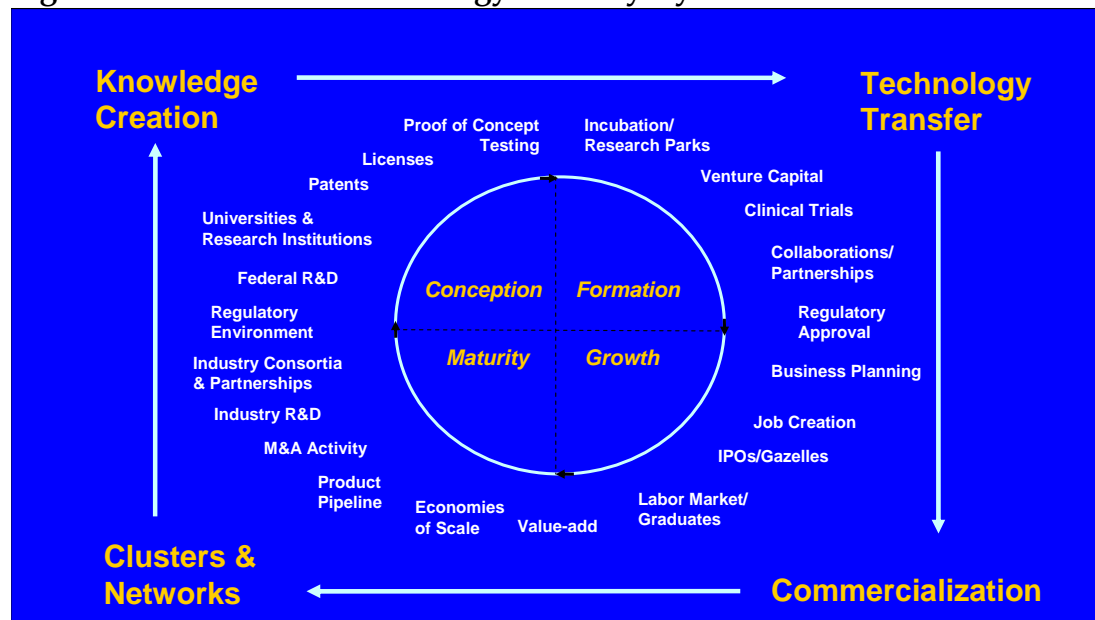 Knowledge
Creation
Technology
Transfer
Proof of Concept
Testing
Incubation/
Research Parks
Licenses
Venture Capital
Patents
Clinical Trials
Universities &
Research Institutions
Collaborations/
Partnerships
Federal R&D
Conception
Formation
Regulatory
Environment
Regulatory
Approval
Maturity
Growth
Industry Consortia
& Partnerships
Business Planning
Industry R&D
Job Creation
M&A Activity
IPOs/Gazelles
Product
Pipeline
Economies
of Scale
Value-add
Labor Market/
Graduates
Clusters &
Networks
Commercialization